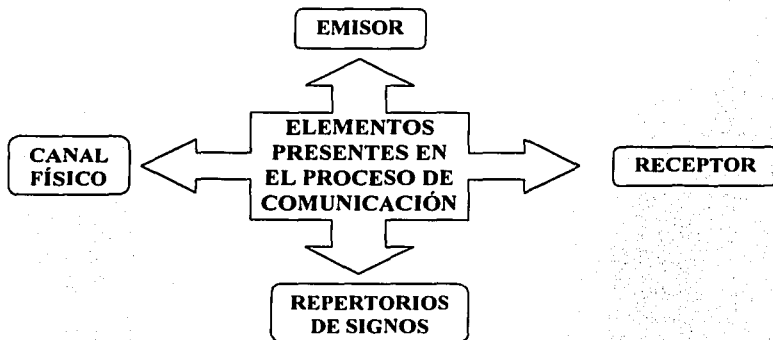 EMISOR
ELEMENTOS
PRESENTES EN
EL PROCESO DE
COMUNICACIÓN
CANAL
FÍSICO
RECEPTOR
REPERTORIOS
DE SIGNOS